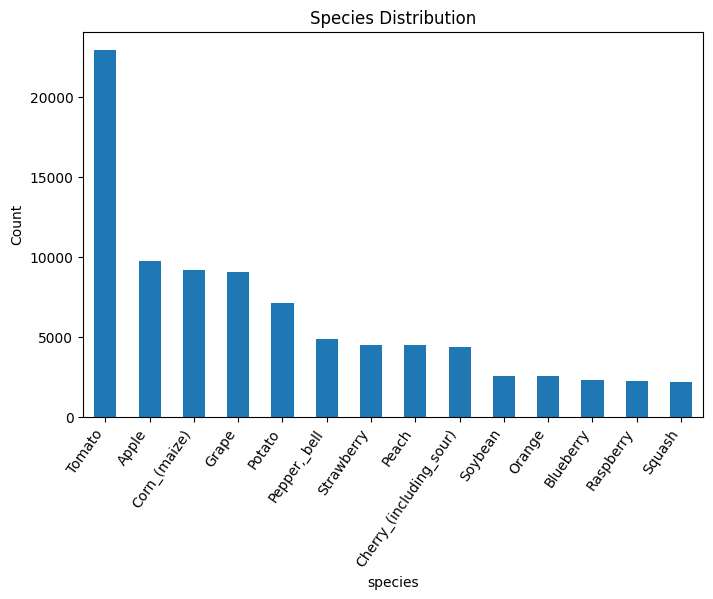 Species Distribution
20000
15000
10000
5000
0
Count
Tomato
Apple
Corn_(maize)
Grape
Potato
Pepper,_bell
Strawberry
Peach
Cherry_(including_sour)
Soybean
Orange
Blueberry
Raspberry
Squash
species